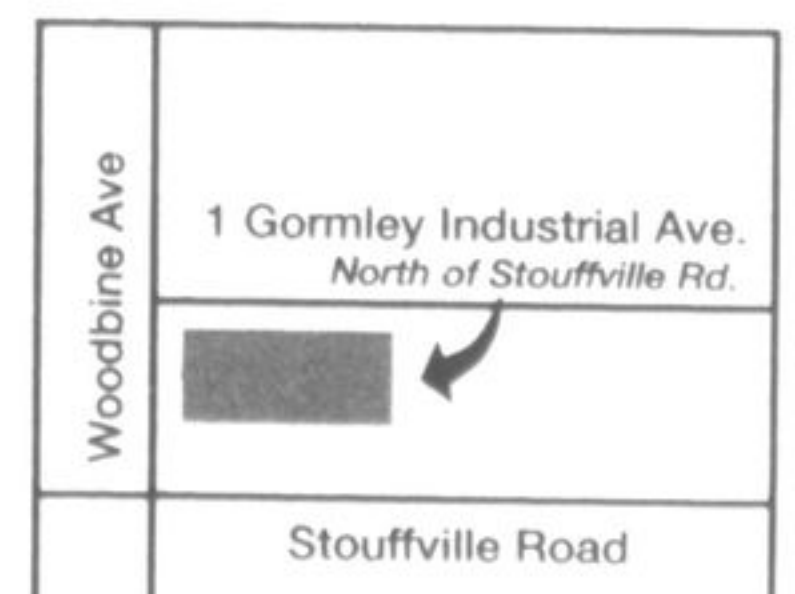 Woodbine Ave
1 Gormley Industrial Ave.
North of Stouffville Rd.
Stouffville Road